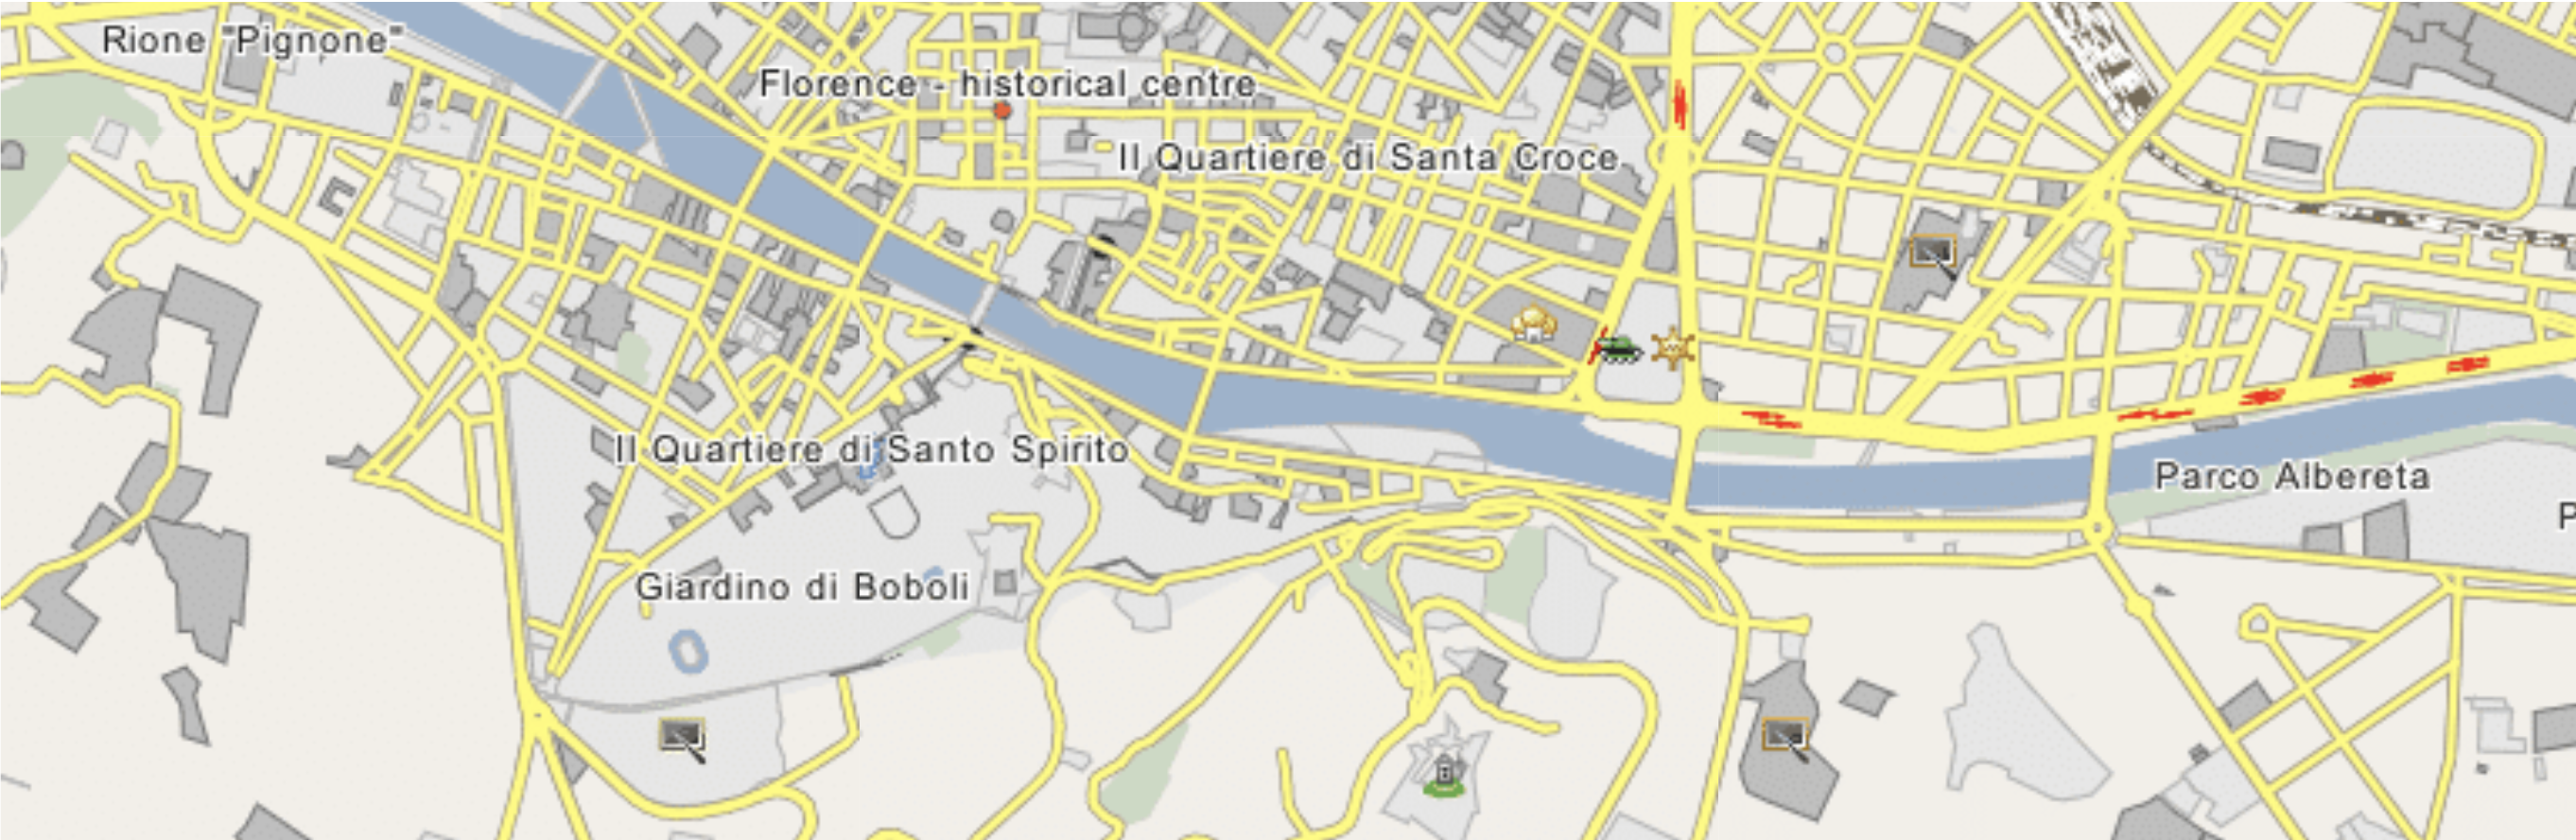 Rione "Pignone"
Florence - historical centre
Il Quartiere di Santa Croce
Il Quartiere di Santo Spirito
Parco Albereta
P
Giardino di Boboli